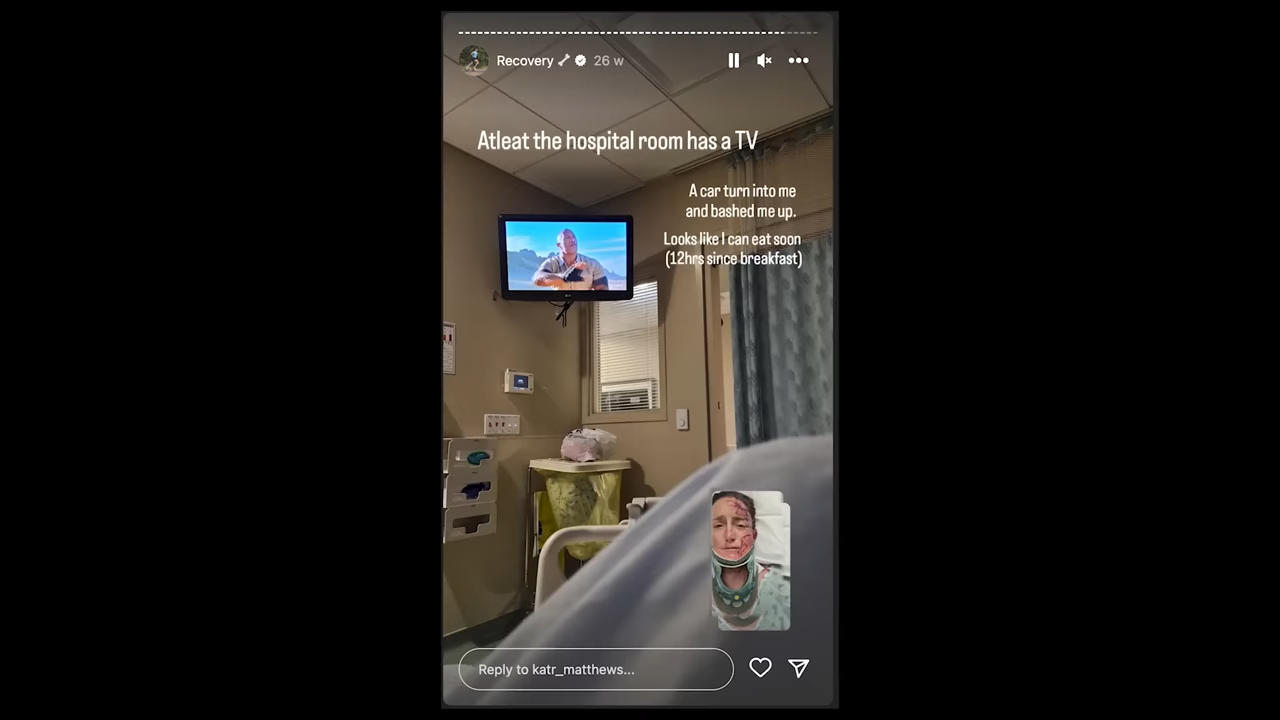 Recovery 26 w
Atleat the hospital room has a TV
A car turn into me
and bashed me up.
Looks like I can eat soon
(12hrs since breakfast)
Reply to katr_matthews...